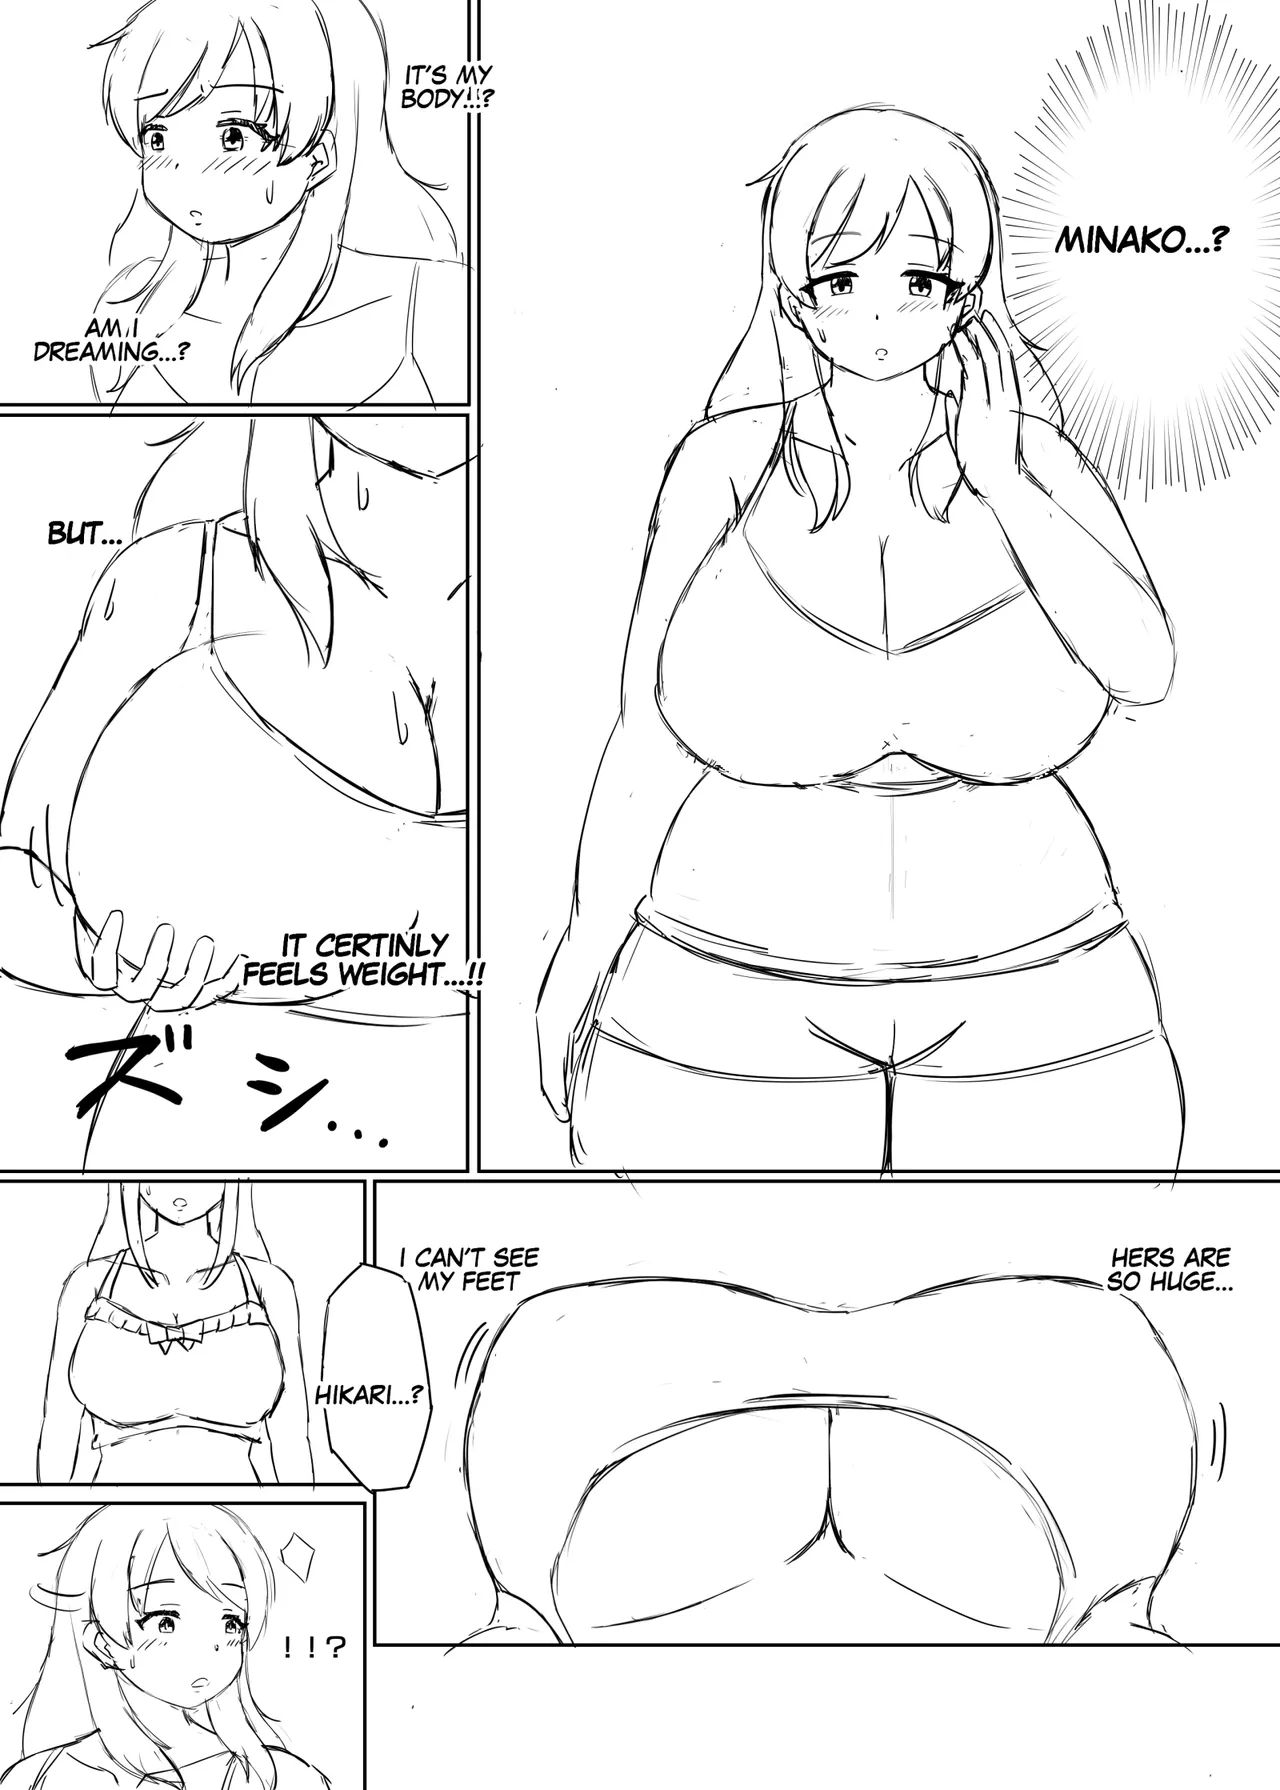 IT'S MY
BODY...?
AM I
DREAMING...?
MINAKO...?
BUT...
IT CERTINLY
FEELS WEIGHT...!!
ズシ...
HIKARI...?
I CAN'T SEE
MY FEET
HERS ARE
SO HUGE...
!!?